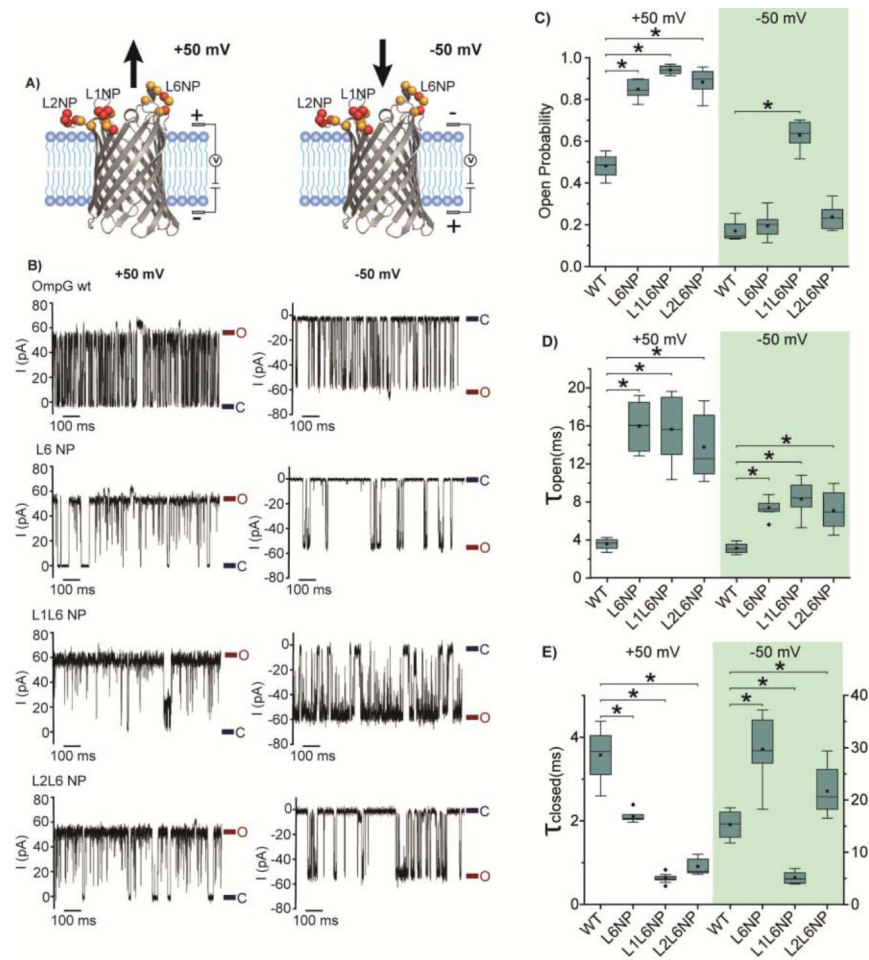 A)
+50 mV
-50 mV
L2NP
L1NP
L6NP
+
V
-
L2NP
L1NP
L6NP
-
V
+
B)
+50 mV
-50 mV
OmpG wt
I (pA)
80
60
40
20
0
O
C
100 ms
I (pA)
0
-20
-40
-60
-80
C
O
100 ms
L6 NP
I (pA)
80
60
40
20
0
O
C
100 ms
I (pA)
0
-20
-40
-60
-80
C
O
100 ms
L1L6 NP
I (pA)
80
60
40
20
0
O
C
100 ms
I (pA)
0
-20
-40
-60
-80
C
O
100 ms
L2L6 NP
I (pA)
80
60
40
20
0
O
C
100 ms
I (pA)
0
-20
-40
-60
-80
C
O
100 ms
C)
+50 mV
-50 mV
Open Probability
1.0
0.8
0.6
0.4
0.2
0.0
* * * *
WT L6NP L1L6NP L2L6NP WT L6NP L1L6NP L2L6NP
D)
+50 mV
-50 mV
τopen(ms)
20
16
12
8
4
0
* * * * * *
WT L6NP L1L6NP L2L6NP WT L6NP L1L6NP L2L6NP
E)
+50 mV
-50 mV
τclosed(ms)
4
2
0
40
30
20
10
0
* * * * * *
WT L6NP L1L6NP L2L6NP WT L6NP L1L6NP L2L6NP